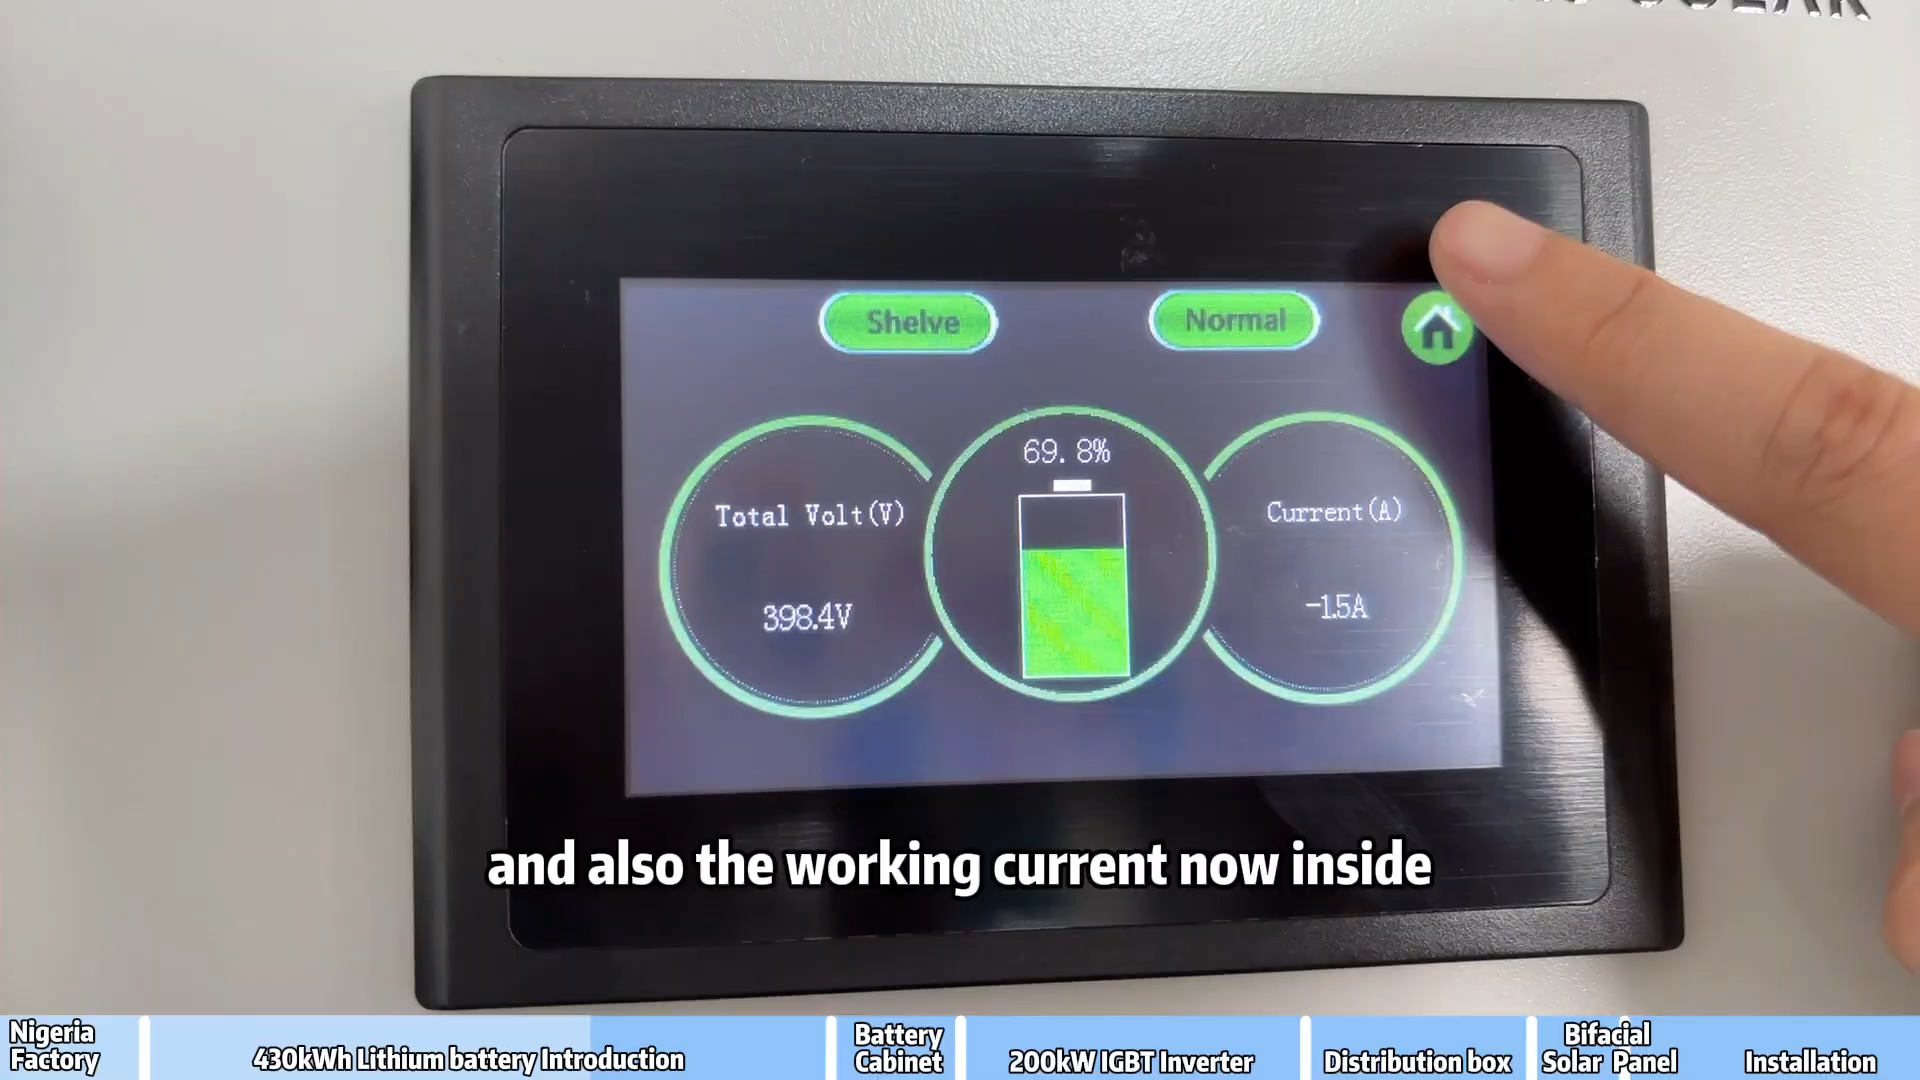 SOLAR
Shelve
Normal
69.8%
Total Volt(V)
Current(A)
398.4V
-1.5A
and also the working current now inside
Nigeria
Factory
430kWh Lithium battery Introduction
Battery
Cabinet
200kW IGBT Inverter
Distribution box
Bifacial
Solar Panel
Installation